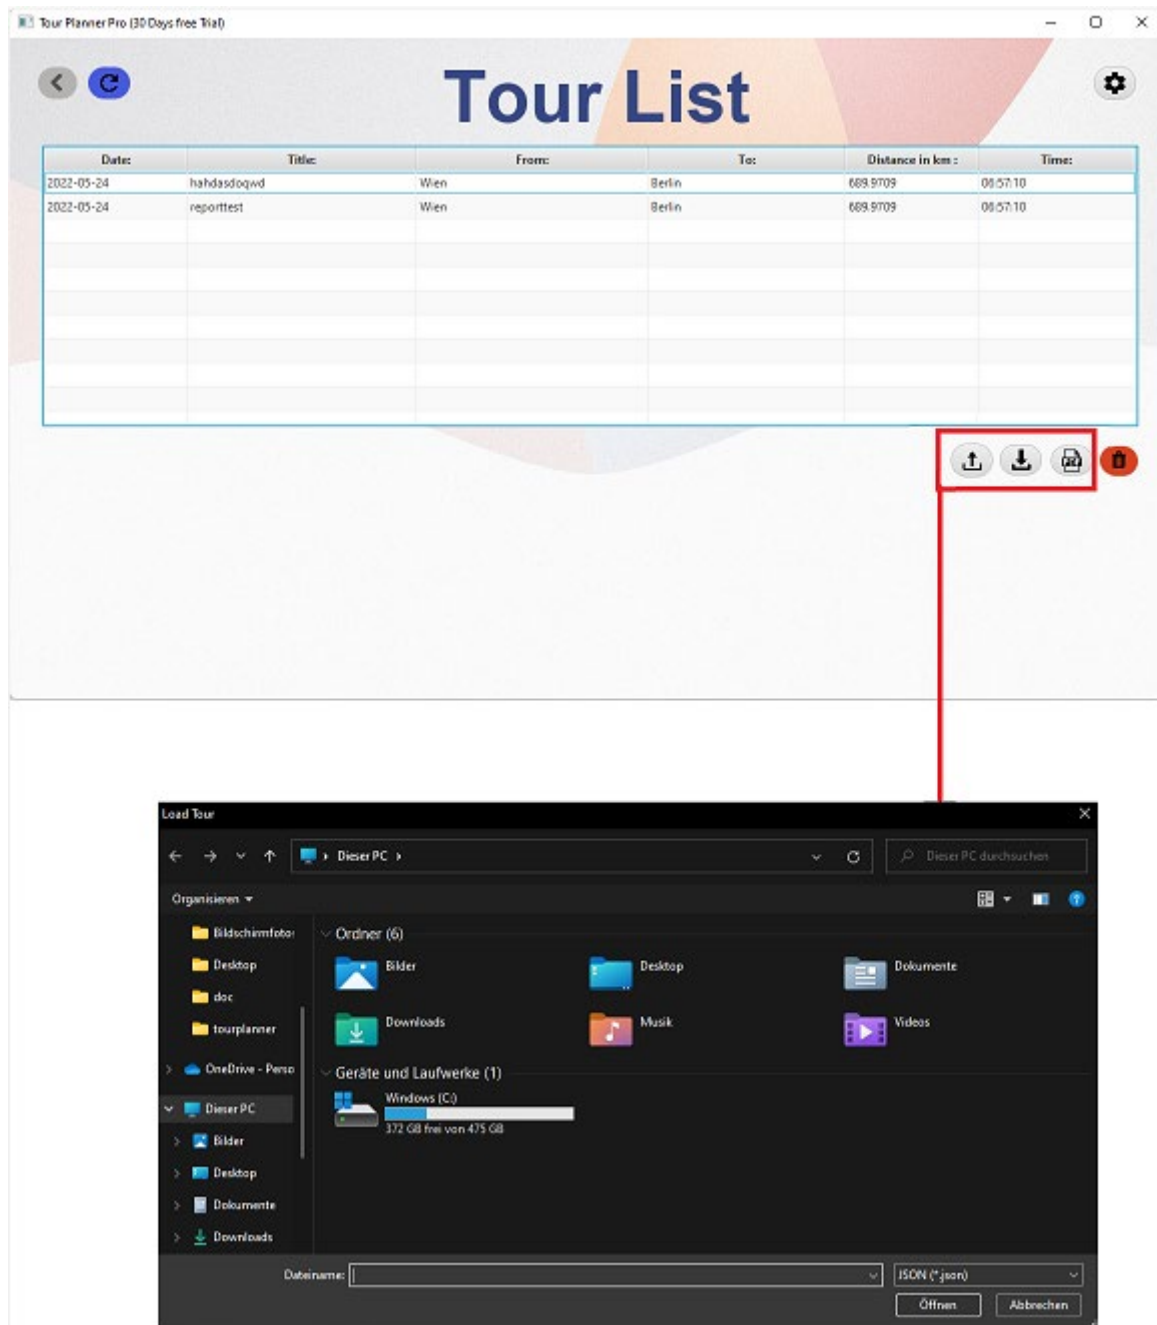 Tour Planner Pro (30 Days free Trial)
Tour List
Date: Title: From: To: Distance in km : Time:
2022-05-24 hahdasdoqwd Wien Berlin 689.9709 06:57:10
2022-05-24 reporttest Wien Berlin 689.9709 06:57:10
Load Tour
Dieser PC
Dieser PC durchsuchen
Organisieren
Bildschirmfoto
Desktop
doc
tourplanner
OneDrive - Perso
Dieser PC
Bilder
Desktop
Dokumente
Downloads
Ordner (6)
Bilder Desktop Dokumente
Downloads Musik Videos
Geräte und Laufwerke (1)
Windows (C:)
372 GB frei von 475 GB
Dateiname: JSON (*.json)
Öffnen Abbrechen